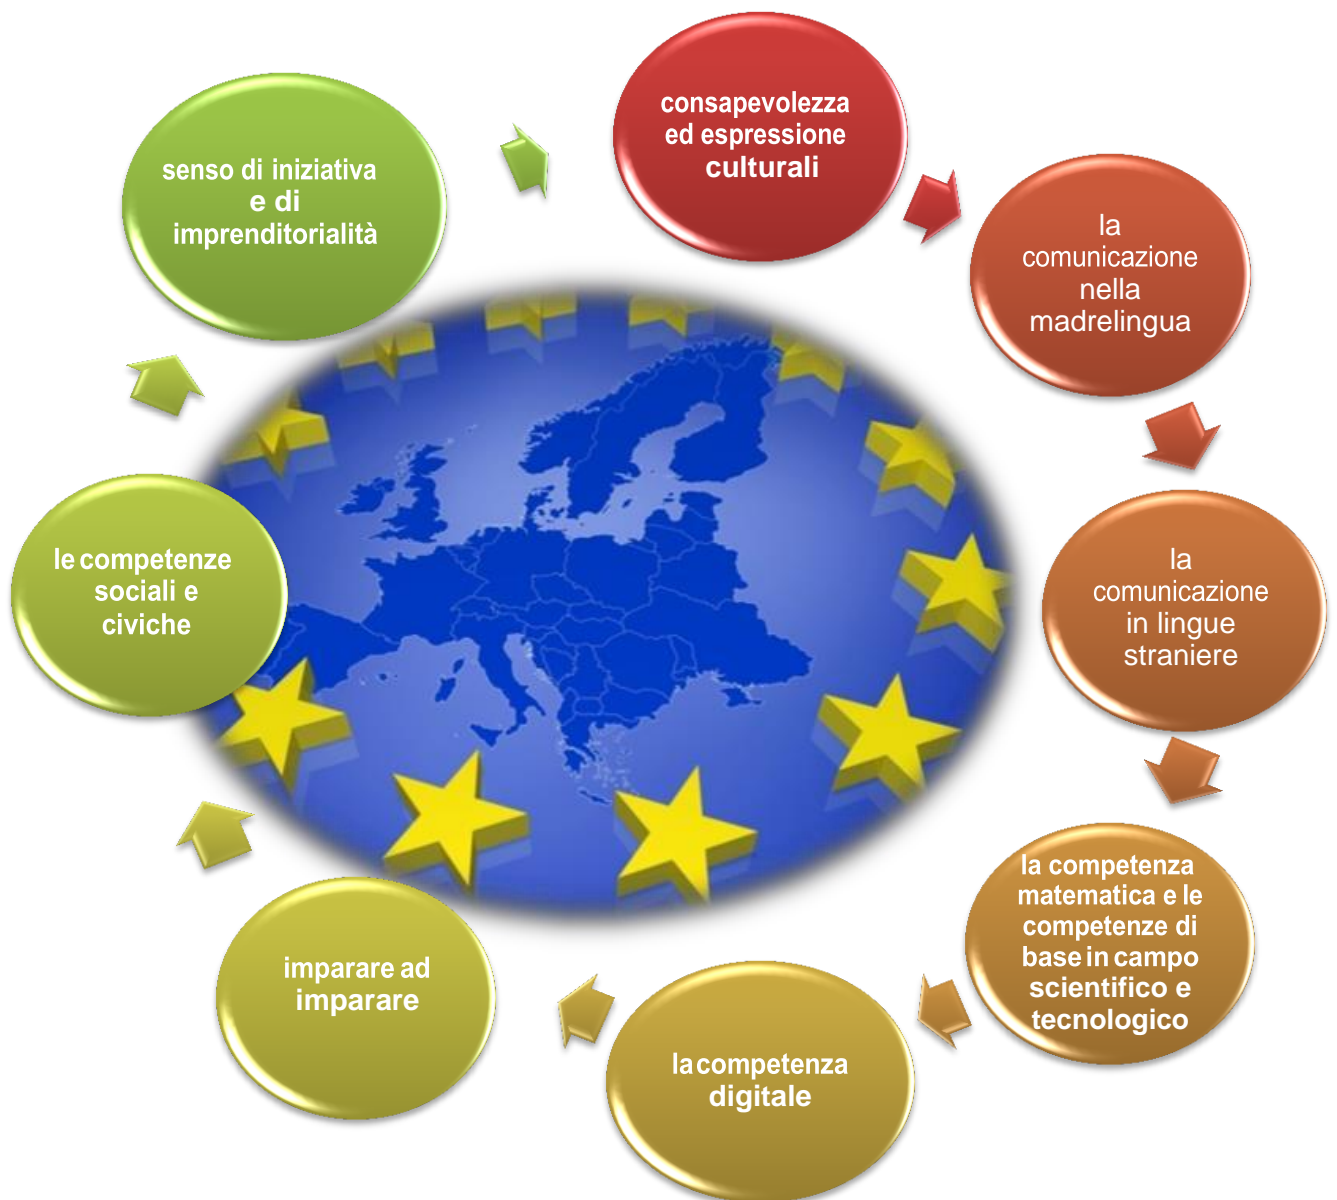 consapevolezza
ed espressione
culturali
la
comunicazione
nella
madrelingua
la
comunicazione
in lingue
straniere
la competenza
matematica e le
competenze di
base in campo
scientifico e
tecnologico
la competenza
digitale
imparare ad
imparare
le competenze
sociali e
civiche
senso di iniziativa
e di
imprenditorialità